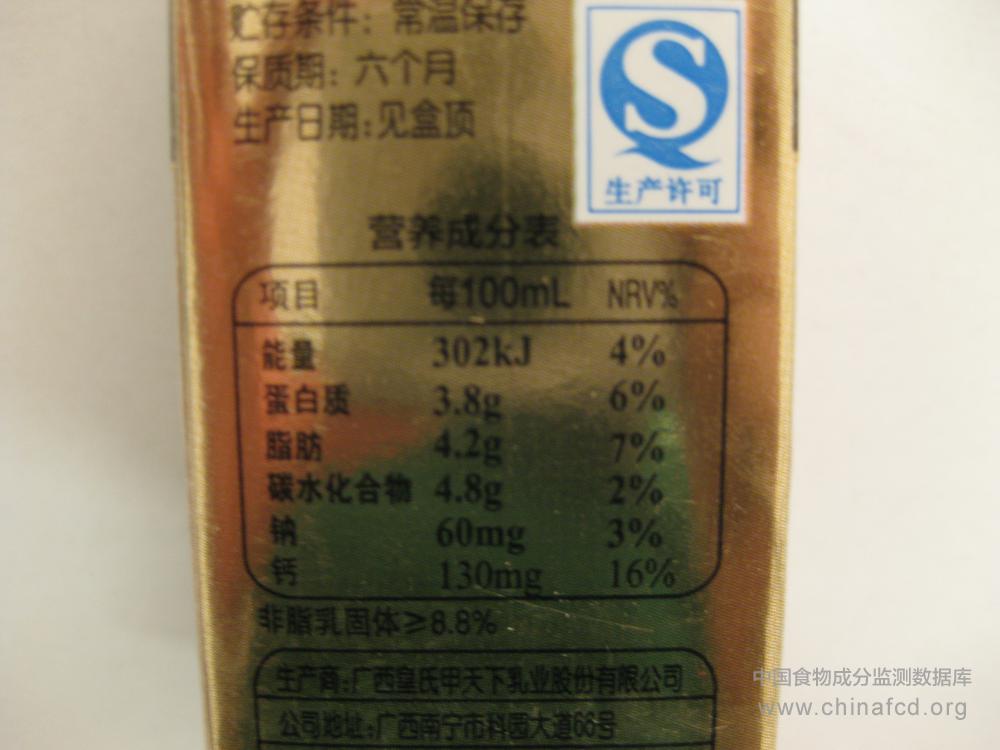 贮存条件：常温保存
保质期：六个月
生产日期：见盒顶
生产许可
营养成分表
项目 每100mL NRV%
能量 302kJ 4%
蛋白质 3.8g 6%
脂肪 4.2g 7%
碳水化合物 4.8g 2%
钠 60mg 3%
钙 130mg 16%
非脂乳固体≥8.8%
生产商：广西皇氏甲天下乳业股份有限公司
公司地址：广西南宁市科园大道66号
中国食物成分监测数据库
www.chinafcd.org